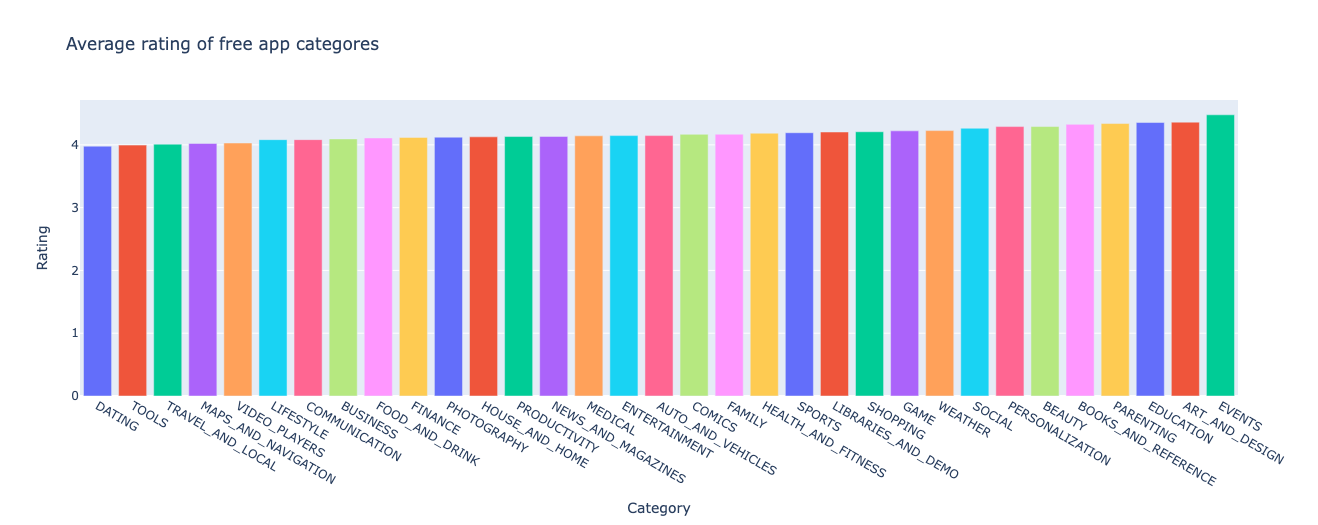 Average rating of free app categores
Rating
4
3
2
1
0
DATING
TOOLS
TRAVEL_AND_LOCAL
MAPS_AND_NAVIGATION
VIDEO_PLAYERS
LIFESTYLE
COMMUNICATION
BUSINESS
FOOD_AND_DRINK
FINANCE
PHOTOGRAPHY
HOUSE_AND_HOME
PRODUCTIVITY
NEWS_AND_MAGAZINES
MEDICAL
ENTERTAINMENT
AUTO_AND_VEHICLES
COMICS
FAMILY
HEALTH_AND_FITNESS
SPORTS
LIBRARIES_AND_DEMO
SHOPPING
GAME
WEATHER
SOCIAL
PERSONALIZATION
BEAUTY
BOOKS_AND_REFERENCE
PARENTING
EDUCATION
ART_AND_DESIGN
EVENTS
Category